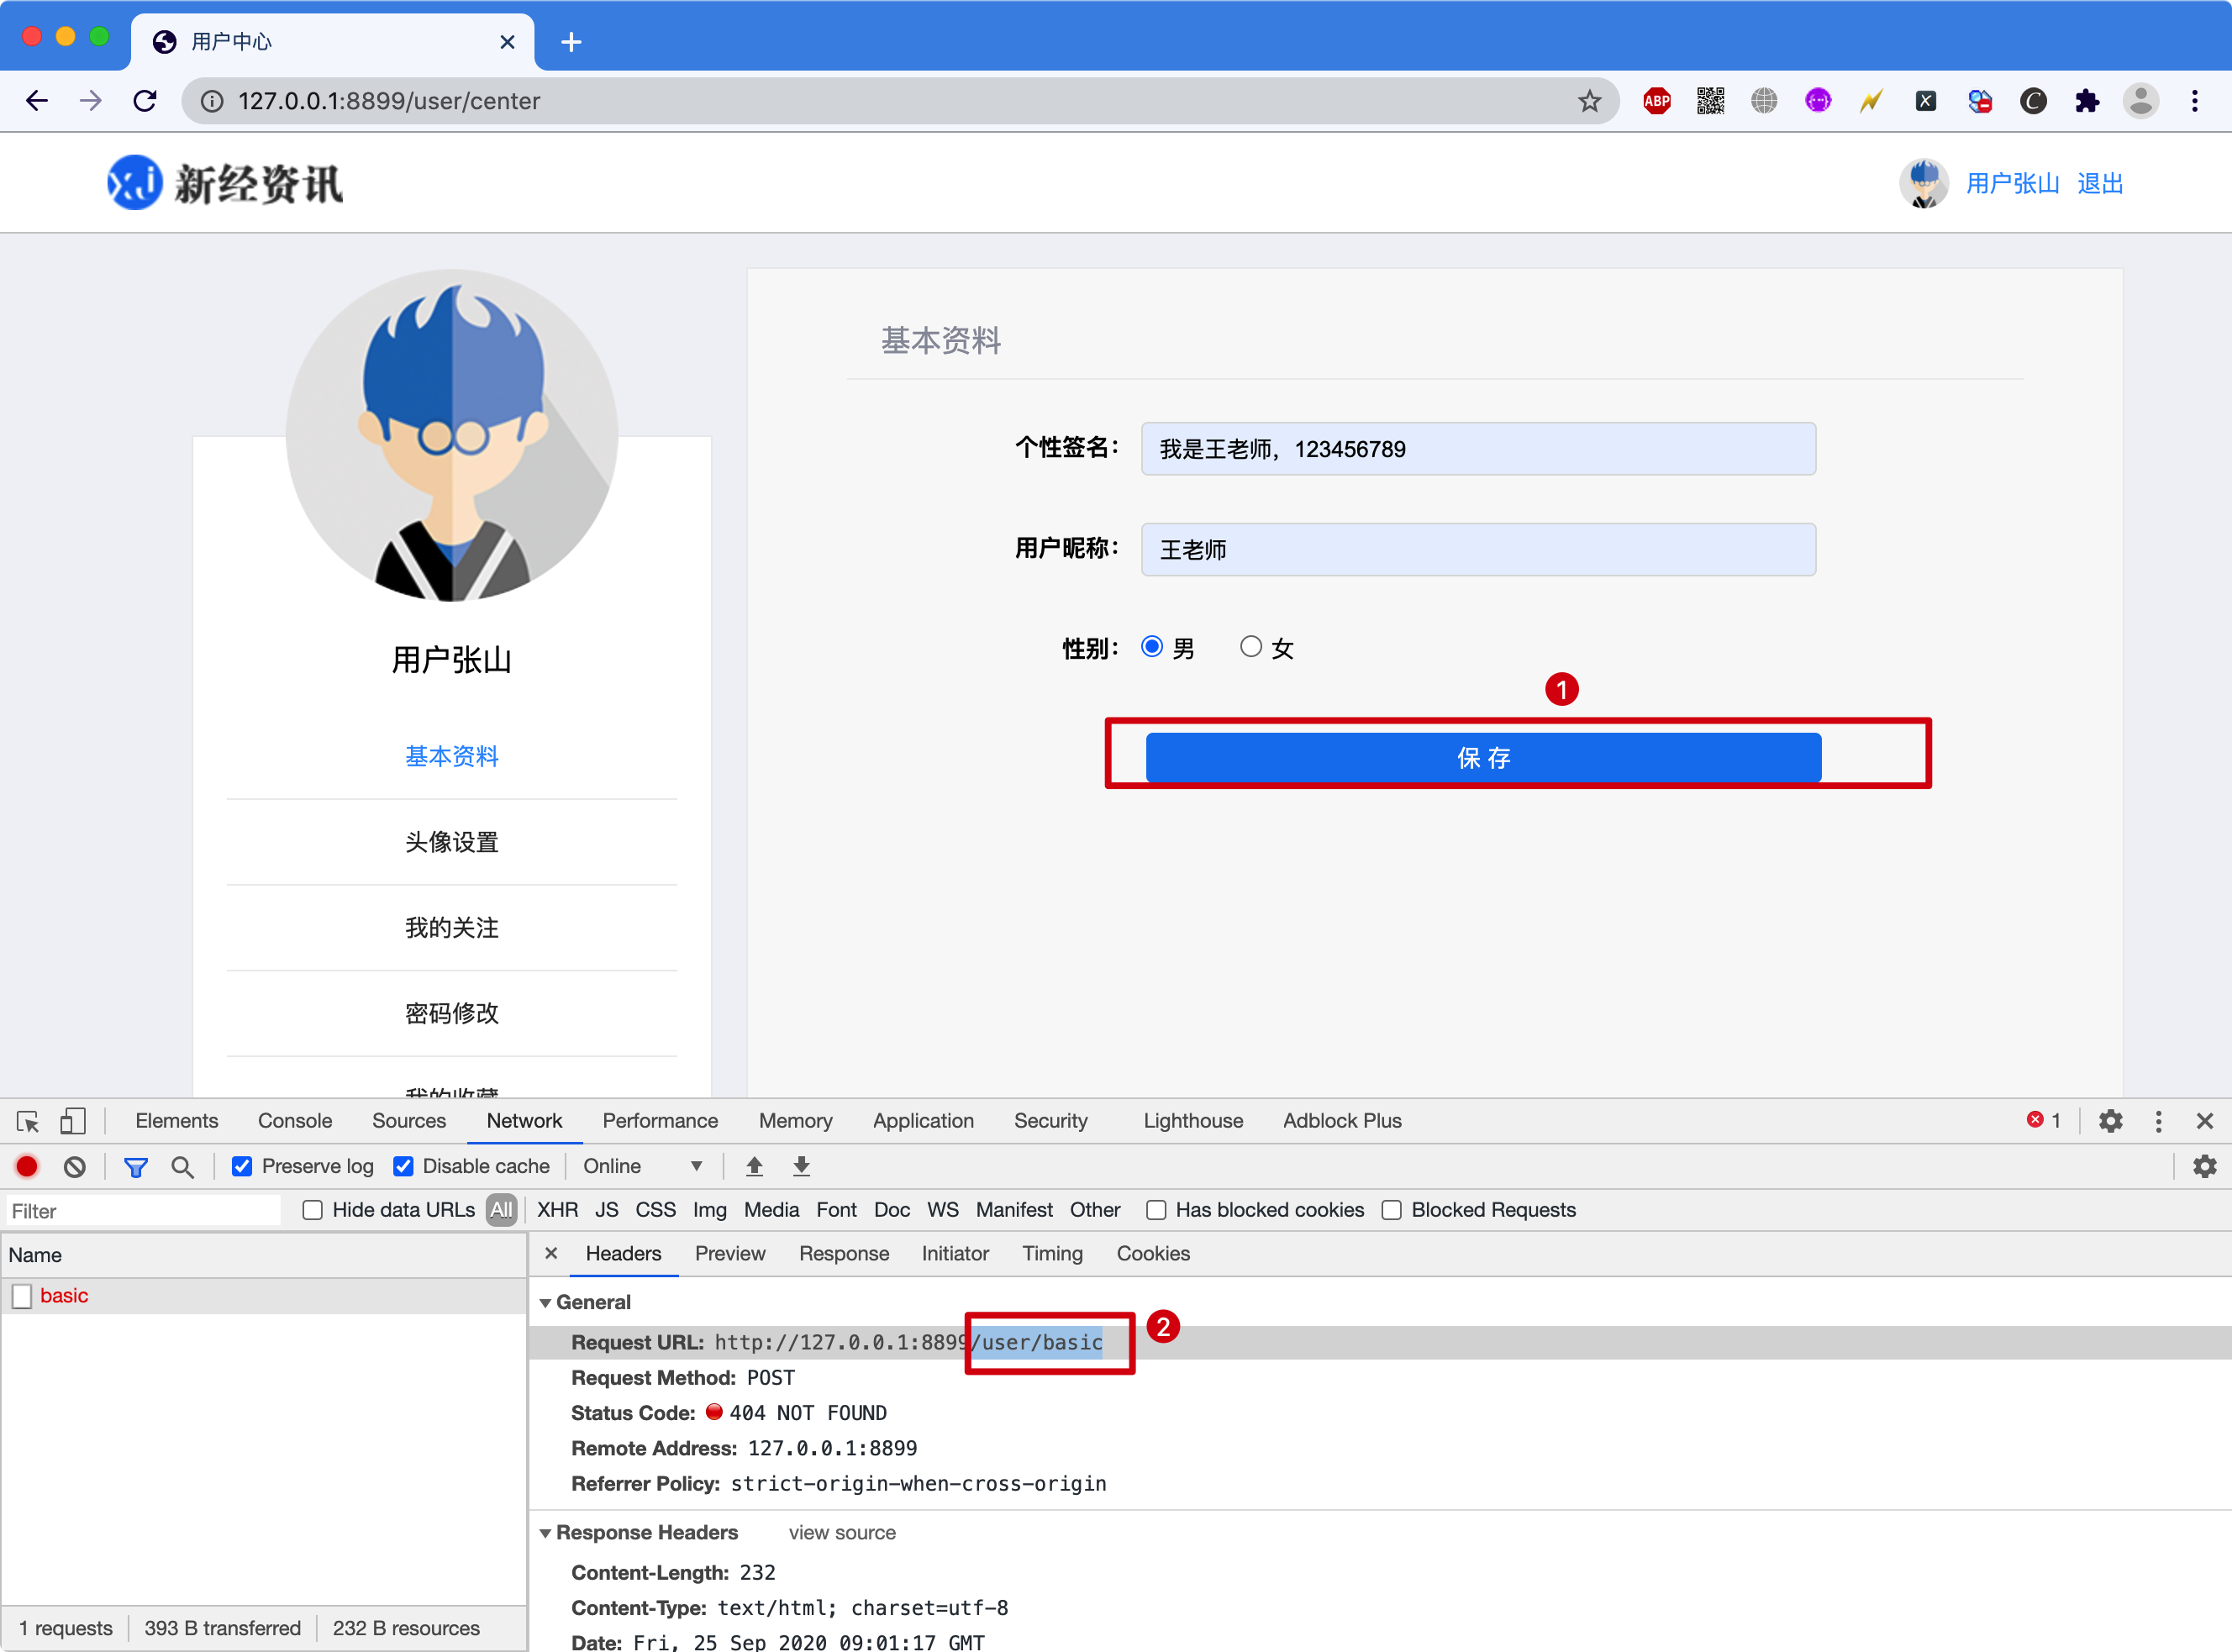 用户中心
127.0.0.1:8899/user/center
ABP
xj 新经资讯
用户张山 退出
基本资料
个性签名： 我是王老师，123456789
用户昵称： 王老师
性别： 男 女
1
保 存
用户张山
基本资料
头像设置
我的关注
密码修改
我的收藏
Elements Console Sources Network Performance Memory Application Security Lighthouse Adblock Plus 1
Preserve log Disable cache Online
Filter Hide data URLs All XHR JS CSS Img Media Font Doc WS Manifest Other Has blocked cookies Blocked Requests
Name
basic
1 requests 393 B transferred 232 B resources
Headers Preview Response Initiator Timing Cookies
General
Request URL: http://127.0.0.1:8899/user/basic
2
Request Method: POST
Status Code: 404 NOT FOUND
Remote Address: 127.0.0.1:8899
Referrer Policy: strict-origin-when-cross-origin
Response Headers view source
Content-Length: 232
Content-Type: text/html; charset=utf-8
Date: Fri, 25 Sep 2020 09:01:17 GMT